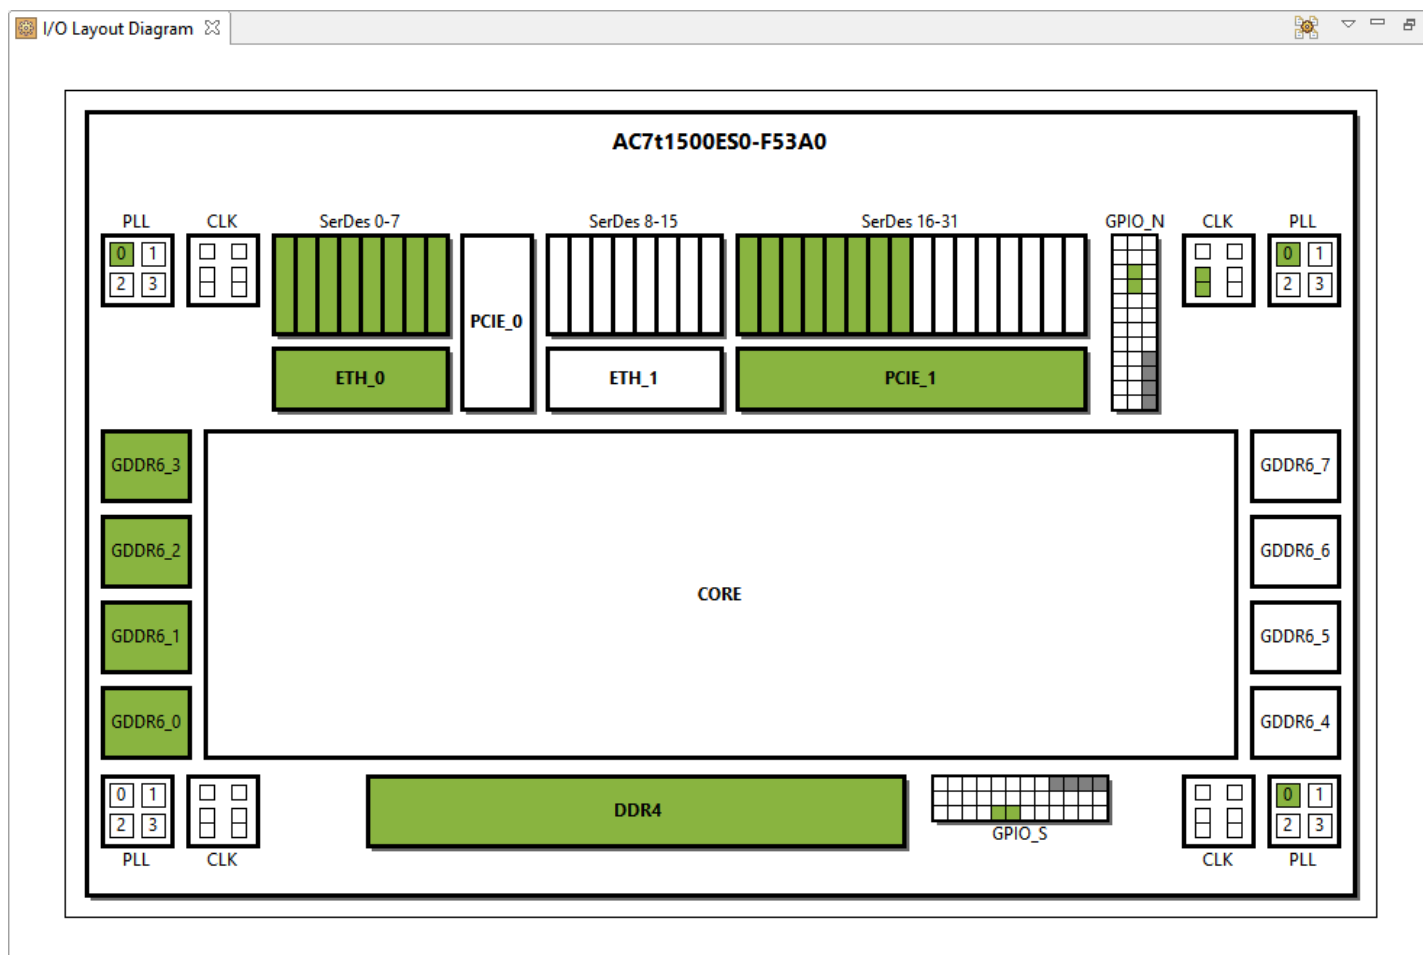 I/O Layout Diagram
AC7t1500ES0-F53A0
PLL CLK SerDes 0-7 SerDes 8-15 SerDes 16-31 GPIO_N CLK PLL
0 1 0 1
2 3 2 3
PCIE_0
ETH_0 ETH_1 PCIE_1
GDDR6_3 GDDR6_7
GDDR6_2 GDDR6_6
CORE
GDDR6_1 GDDR6_5
GDDR6_0 GDDR6_4
0 1 0 1
DDR4
2 3 2 3
GPIO_S
PLL CLK CLK PLL